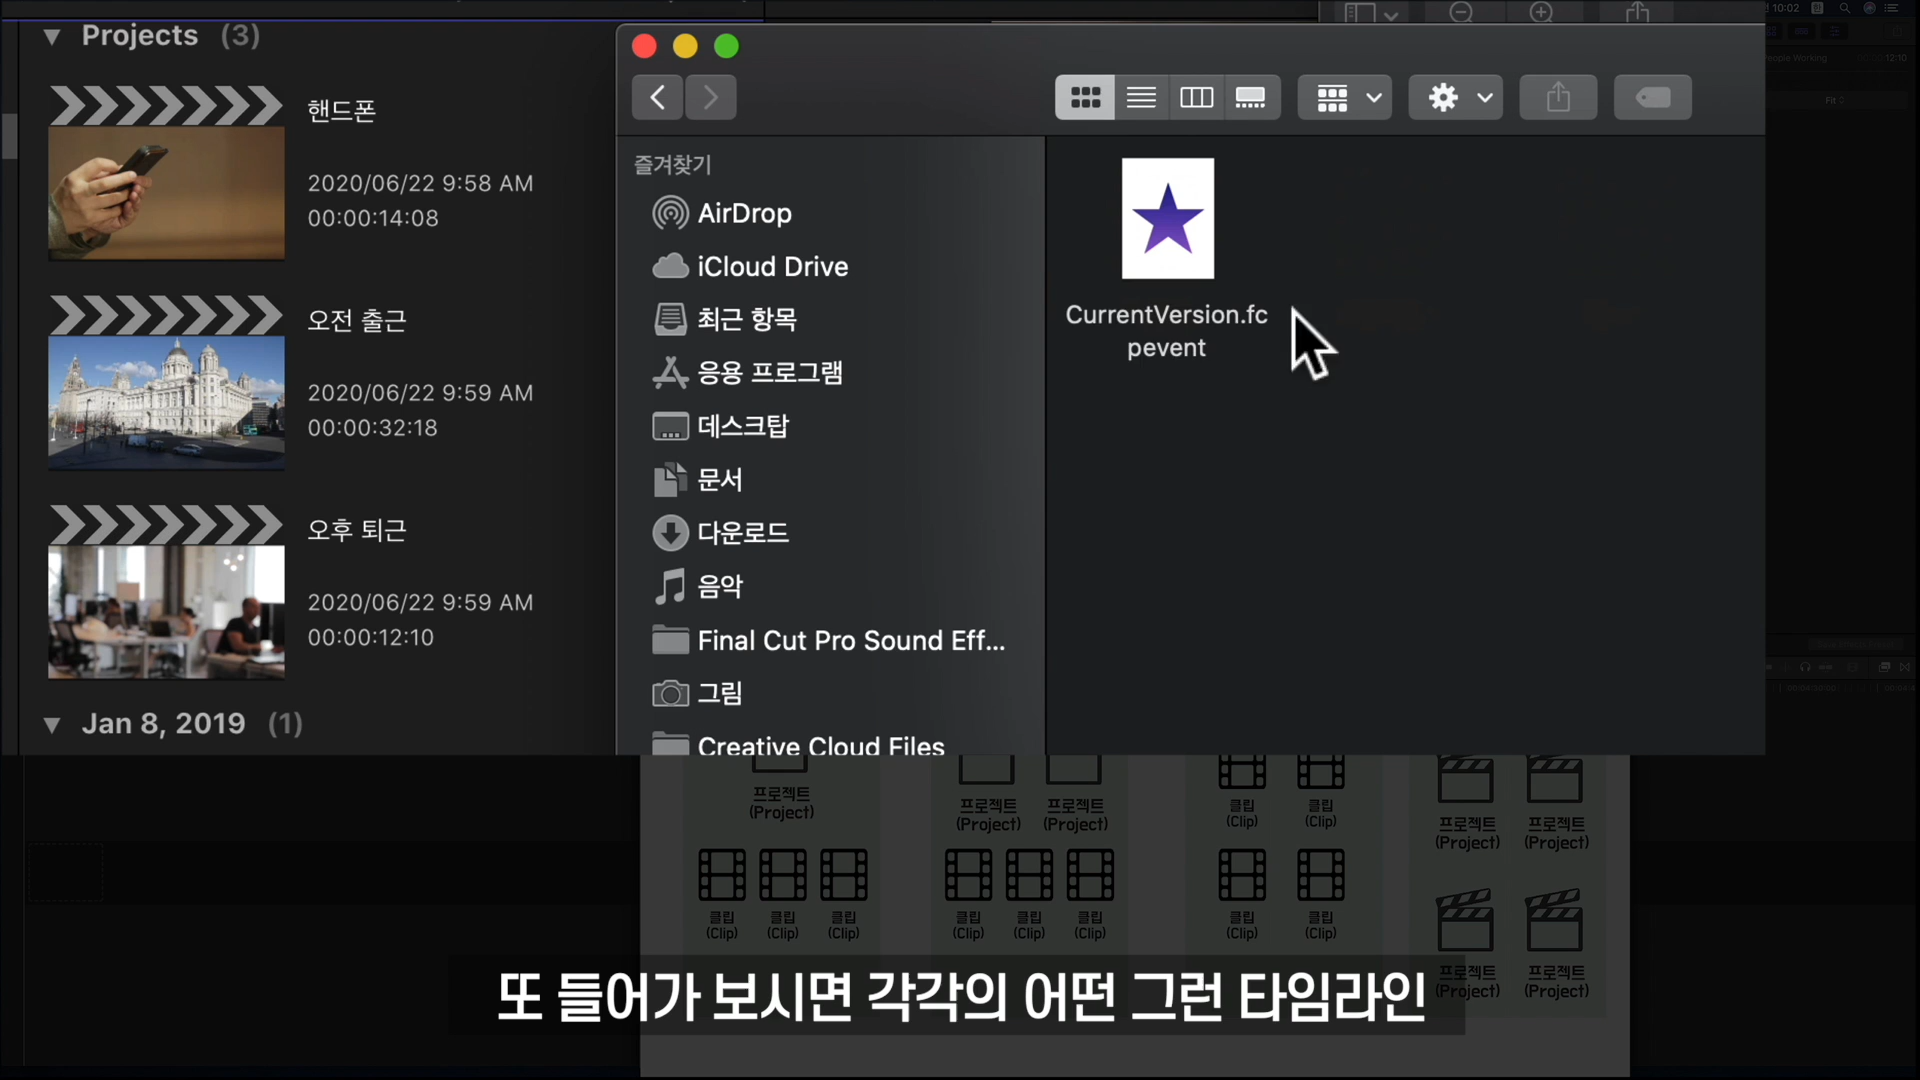 10:02
Projects (3)
핸드폰
2020/06/22 9:58 AM
00:00:14:08
오전 출근
2020/06/22 9:59 AM
00:00:32:18
오후 퇴근
2020/06/22 9:59 AM
00:00:12:10
Jan 8, 2019 (1)
즐겨찾기
AirDrop
iCloud Drive
최근 항목
응용 프로그램
데스크탑
문서
다운로드
음악
Final Cut Pro Sound Eff...
그림
Creative Cloud Files
CurrentVersion.fc
pevent
People Working
12:10
Fit
프로젝트
(Project)
프로젝트 프로젝트
(Project) (Project)
클립 클립
(Clip) (Clip)
프로젝트 프로젝트
(Project) (Project)
클립 클립 클립
(Clip) (Clip) (Clip)
클립 클립 클립
(Clip) (Clip) (Clip)
클립 클립
(Clip) (Clip)
프로젝트 프로젝트
(Project) (Project)
또 들어가 보시면 각각의 어떤 그런 타임라인